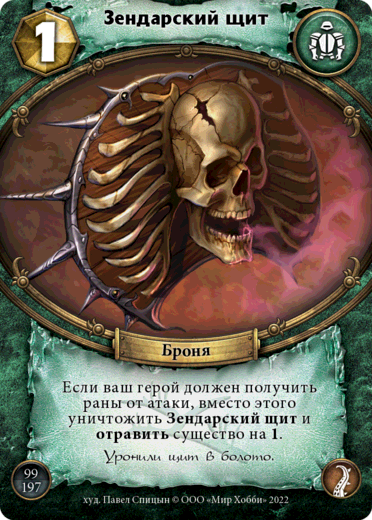 Зендарский щит
1
Броня
Если ваш герой должен получить
раны от атаки, вместо этого
уничтожить Зендарский щит и
отравить существо на 1.
Уронили щит в болото.
99
197
худ. Павел Спицын © ООО «Мир Хобби» 2022